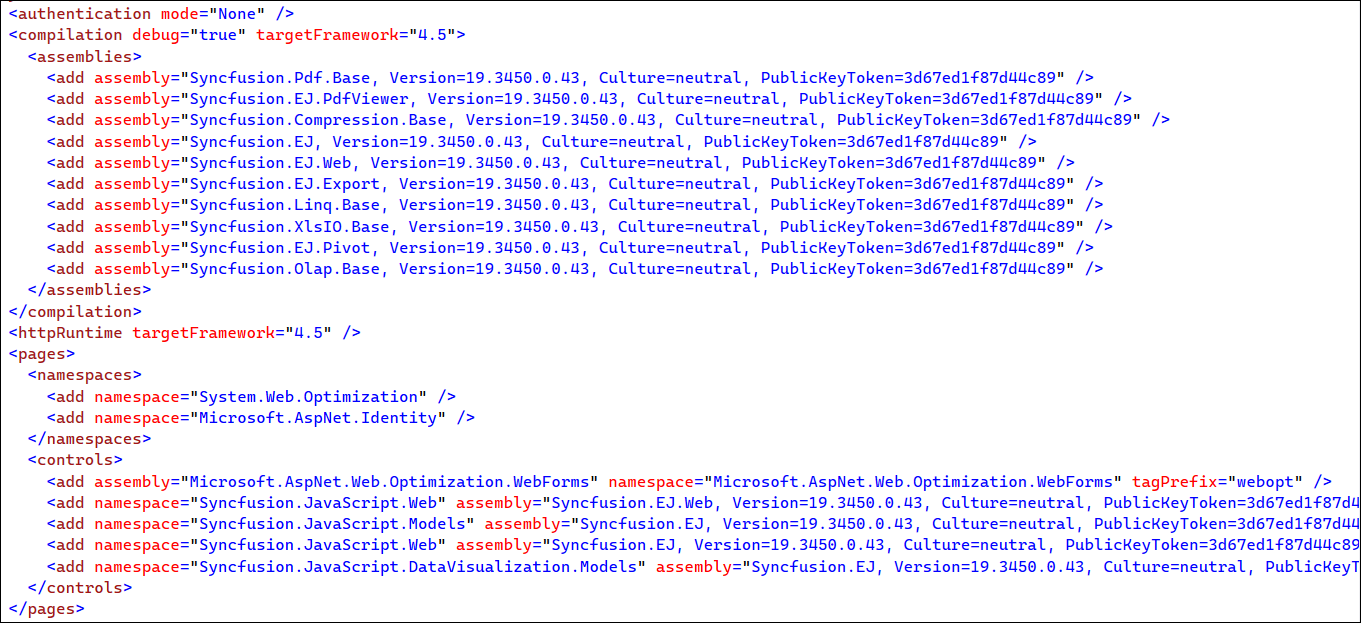 <authentication mode="None" />
<compilation debug="true" targetFramework="4.5">
<assemblies>
<add assembly="Syncfusion.Pdf.Base, Version=19.3450.0.43, Culture=neutral, PublicKeyToken=3d67ed1f87d44c89" />
<add assembly="Syncfusion.EJ.PdfViewer, Version=19.3450.0.43, Culture=neutral, PublicKeyToken=3d67ed1f87d44c89" />
<add assembly="Syncfusion.Compression.Base, Version=19.3450.0.43, Culture=neutral, PublicKeyToken=3d67ed1f87d44c89" />
<add assembly="Syncfusion.EJ, Version=19.3450.0.43, Culture=neutral, PublicKeyToken=3d67ed1f87d44c89" />
<add assembly="Syncfusion.EJ.Web, Version=19.3450.0.43, Culture=neutral, PublicKeyToken=3d67ed1f87d44c89" />
<add assembly="Syncfusion.EJ.Export, Version=19.3450.0.43, Culture=neutral, PublicKeyToken=3d67ed1f87d44c89" />
<add assembly="Syncfusion.Linq.Base, Version=19.3450.0.43, Culture=neutral, PublicKeyToken=3d67ed1f87d44c89" />
<add assembly="Syncfusion.XlsIO.Base, Version=19.3450.0.43, Culture=neutral, PublicKeyToken=3d67ed1f87d44c89" />
<add assembly="Syncfusion.EJ.Pivot, Version=19.3450.0.43, Culture=neutral, PublicKeyToken=3d67ed1f87d44c89" />
<add assembly="Syncfusion.Olap.Base, Version=19.3450.0.43, Culture=neutral, PublicKeyToken=3d67ed1f87d44c89" />
</assemblies>
</compilation>
<httpRuntime targetFramework="4.5" />
<pages>
<namespaces>
<add namespace="System.Web.Optimization" />
<add namespace="Microsoft.AspNet.Identity" />
</namespaces>
<controls>
<add assembly="Microsoft.AspNet.Web.Optimization.WebForms" namespace="Microsoft.AspNet.Web.Optimization.WebForms" tagPrefix="webopt" />
<add namespace="Syncfusion.JavaScript.Web" assembly="Syncfusion.EJ.Web, Version=19.3450.0.43, Culture=neutral, PublicKeyToken=3d67ed1f87d4
<add namespace="Syncfusion.JavaScript.Models" assembly="Syncfusion.EJ, Version=19.3450.0.43, Culture=neutral, PublicKeyToken=3d67ed1f87d44
<add namespace="Syncfusion.JavaScript.Web" assembly="Syncfusion.EJ, Version=19.3450.0.43, Culture=neutral, PublicKeyToken=3d67ed1f87d44c89
<add namespace="Syncfusion.JavaScript.DataVisualization.Models" assembly="Syncfusion.EJ, Version=19.3450.0.43, Culture=neutral, PublicKeyT
</controls>
</pages>